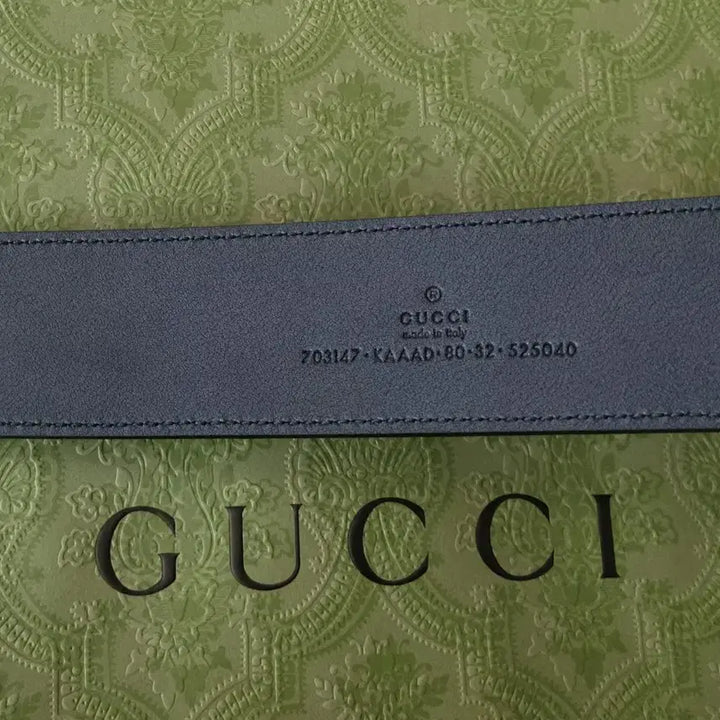 ®
GUCCI
made in Italy
703147·KAAAD·80·32·525040
GUCCI